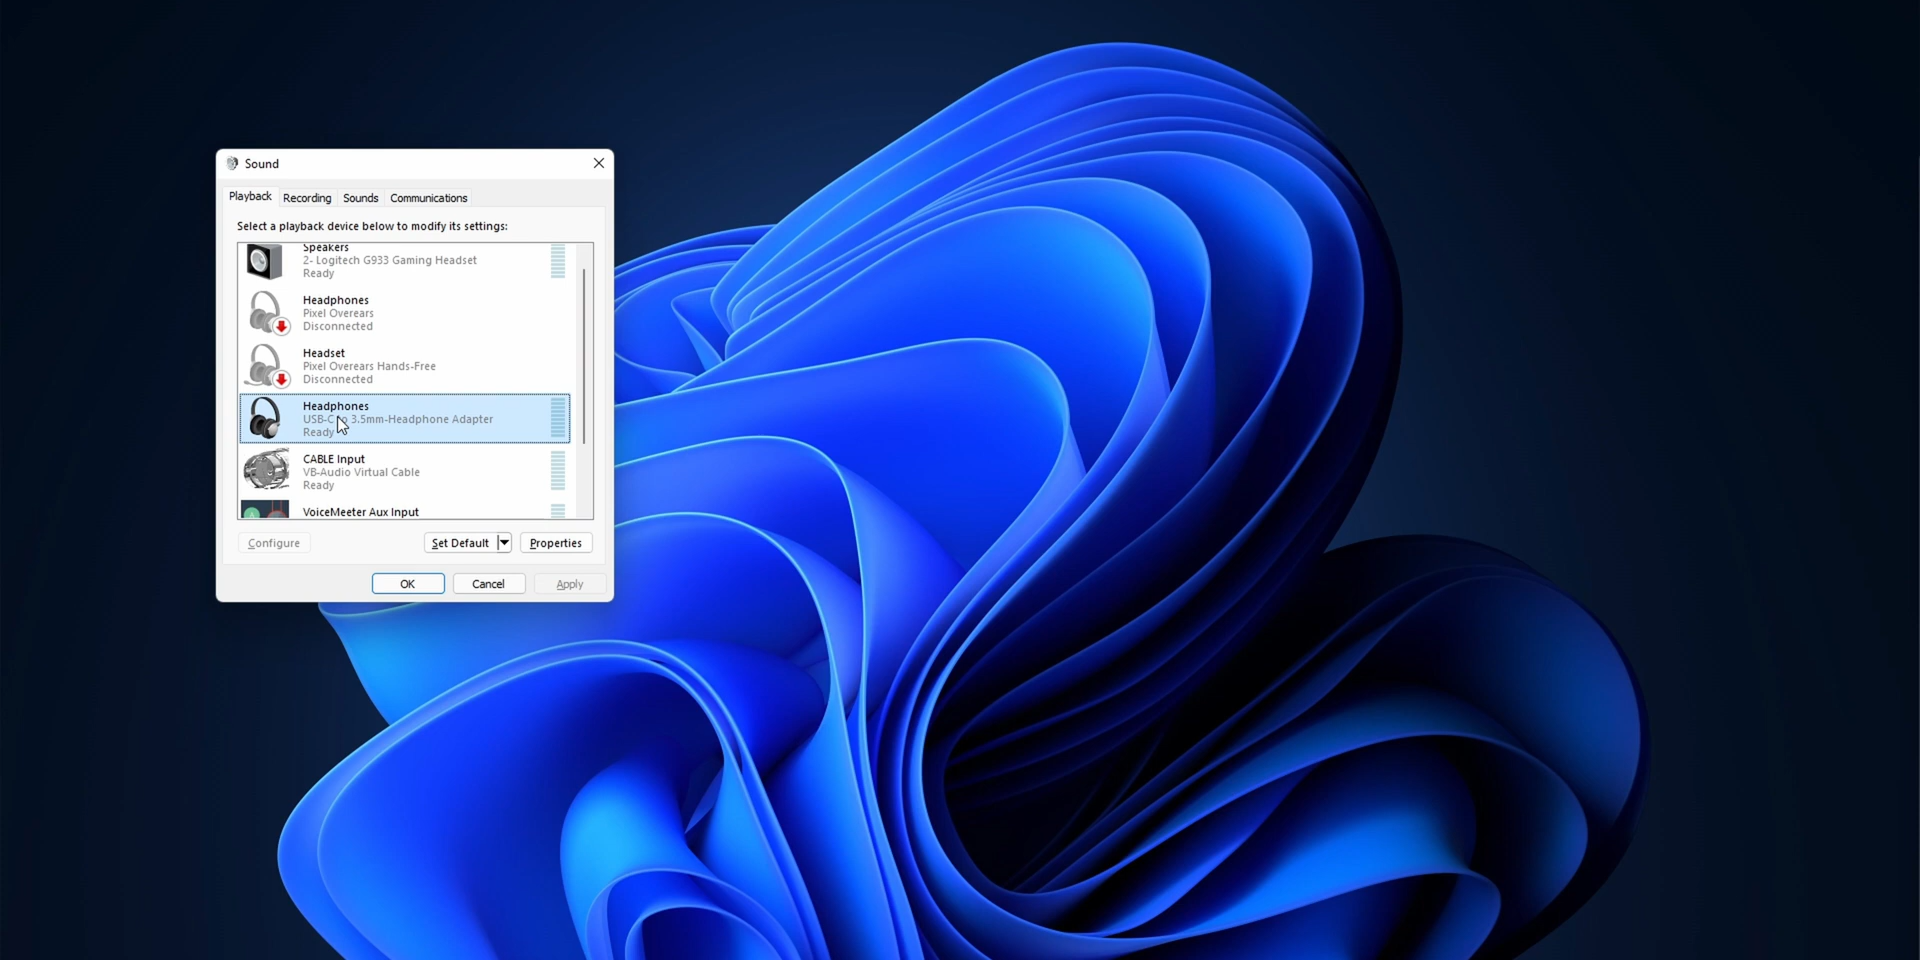 Sound
Playback
Recording
Sounds
Communications
Select a playback device below to modify its settings:
Speakers
2- Logitech G933 Gaming Headset
Ready
Headphones
Pixel Overears
Disconnected
Headset
Pixel Overears Hands-Free
Disconnected
Headphones
USB-C to 3.5mm-Headphone Adapter
Ready
CABLE Input
VB-Audio Virtual Cable
Ready
VoiceMeeter Aux Input
Configure
Set Default
Properties
OK
Cancel
Apply